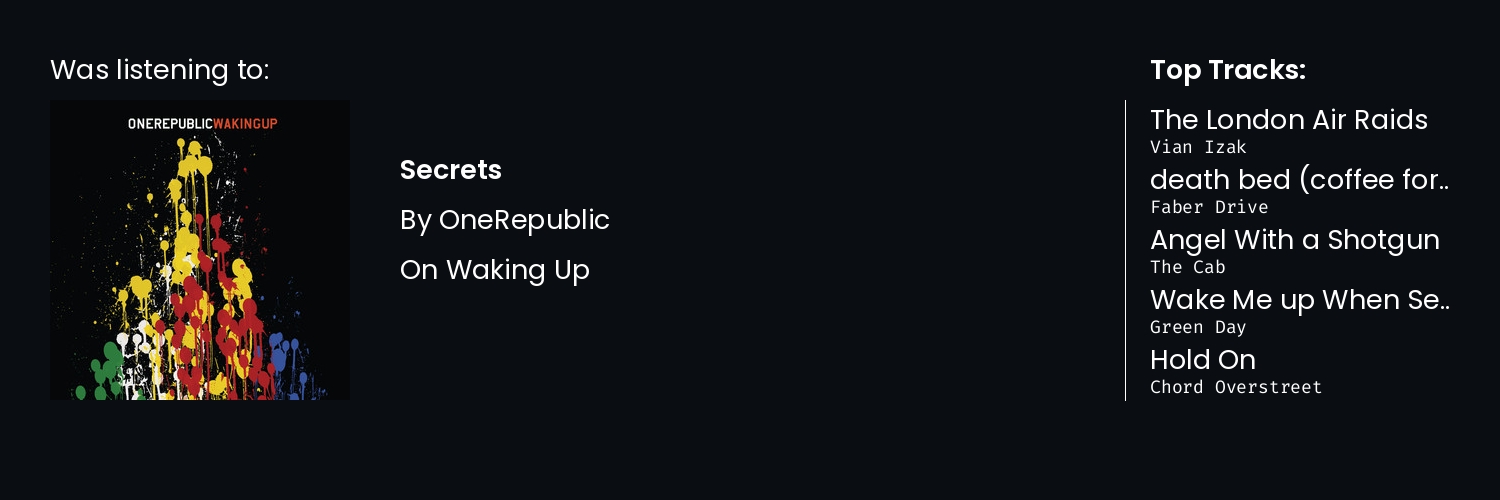 Was listening to:
ONEREPUBLICWAKINGUP
Secrets
By OneRepublic
On Waking Up
Top Tracks:
The London Air Raids
Vian Izak
death bed (coffee for..
Faber Drive
Angel With a Shotgun
The Cab
Wake Me up When Se..
Green Day
Hold On
Chord Overstreet